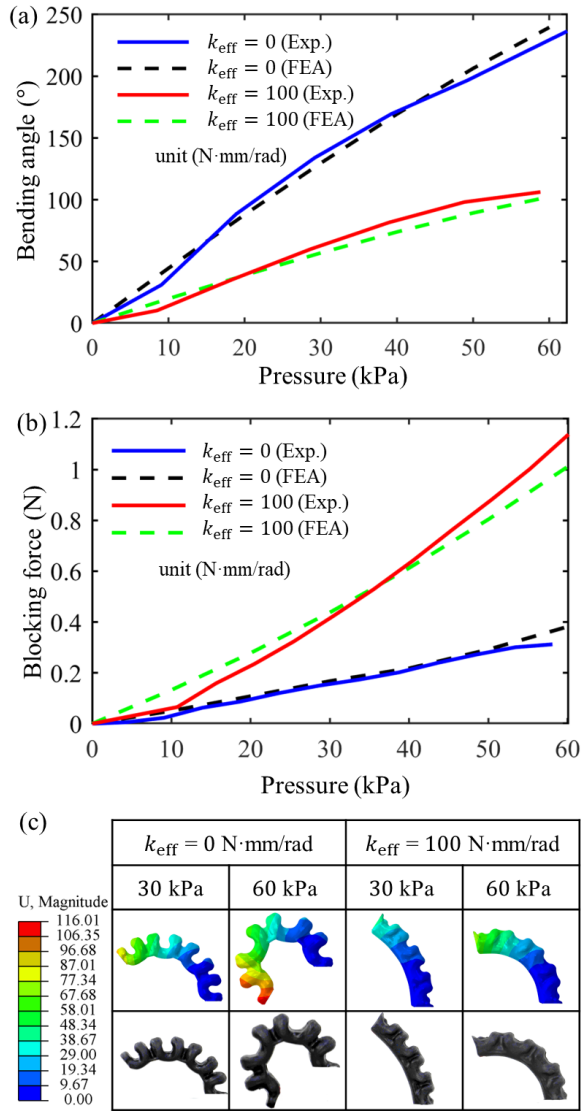 (a)
250
200
150
100
50
0
Bending angle (°)
k_eff = 0 (Exp.)
k_eff = 0 (FEA)
k_eff = 100 (Exp.)
k_eff = 100 (FEA)
unit (N·mm/rad)
0 10 20 30 40 50 60
Pressure (kPa)
(b)
1.2
1
0.8
0.6
0.4
0.2
0
Blocking force (N)
k_eff = 0 (Exp.)
k_eff = 0 (FEA)
k_eff = 100 (Exp.)
k_eff = 100 (FEA)
unit (N·mm/rad)
0 10 20 30 40 50 60
Pressure (kPa)
(c)
k_eff = 0 N·mm/rad k_eff = 100 N·mm/rad
30 kPa 60 kPa 30 kPa 60 kPa
U, Magnitude
116.01
106.35
96.68
87.01
77.34
67.68
58.01
48.34
38.67
29.00
19.34
9.67
0.00